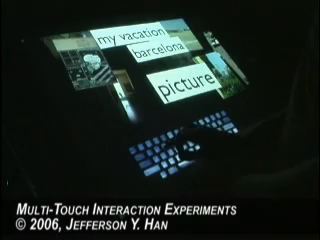 my vacation
barcelona
picture
MULTI-TOUCH INTERACTION EXPERIMENTS
© 2006, JEFFERSON Y. HAN